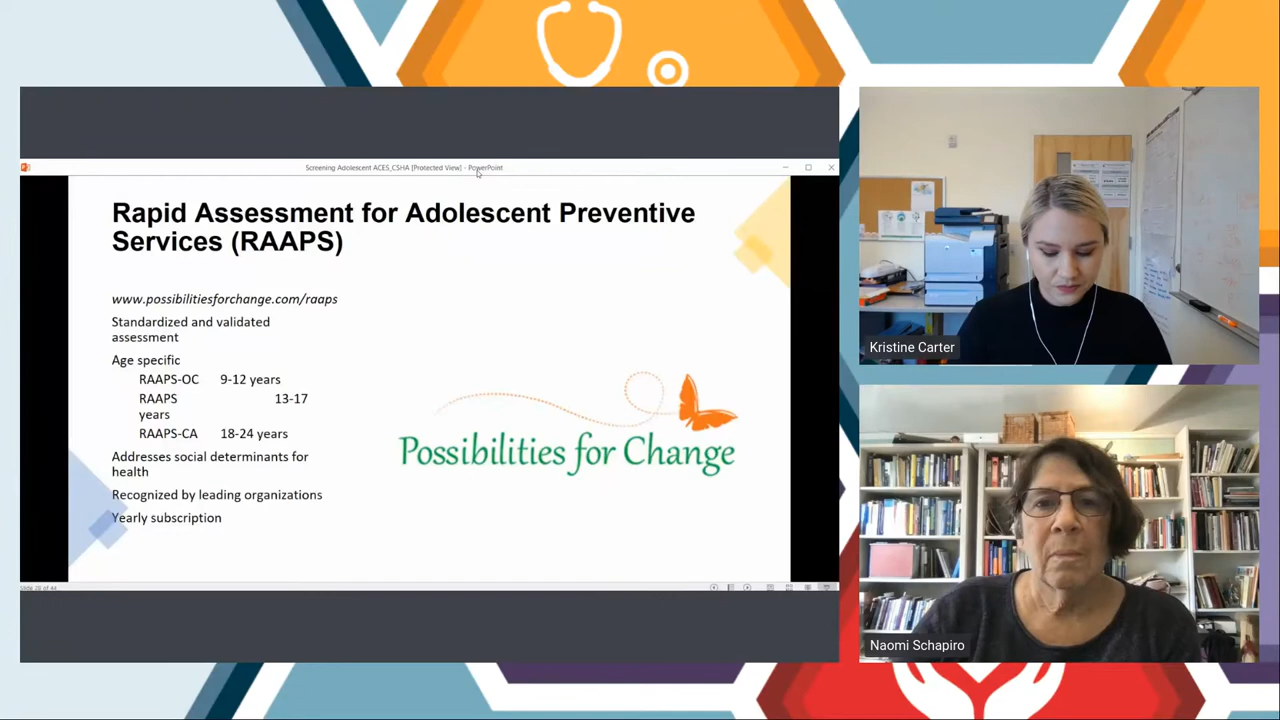 Screening Adolescent ACES_CSHA [Protected View] - PowerPoint
Rapid Assessment for Adolescent Preventive
Services (RAAPS)
www.possibilitiesforchange.com/raaps
Standardized and validated
assessment
Age specific
RAAPS-OC 9-12 years
RAAPS 13-17
years
RAAPS-CA 18-24 years
Addresses social determinants for
health
Recognized by leading organizations
Yearly subscription
Possibilities for Change
Kristine Carter
Naomi Schapiro